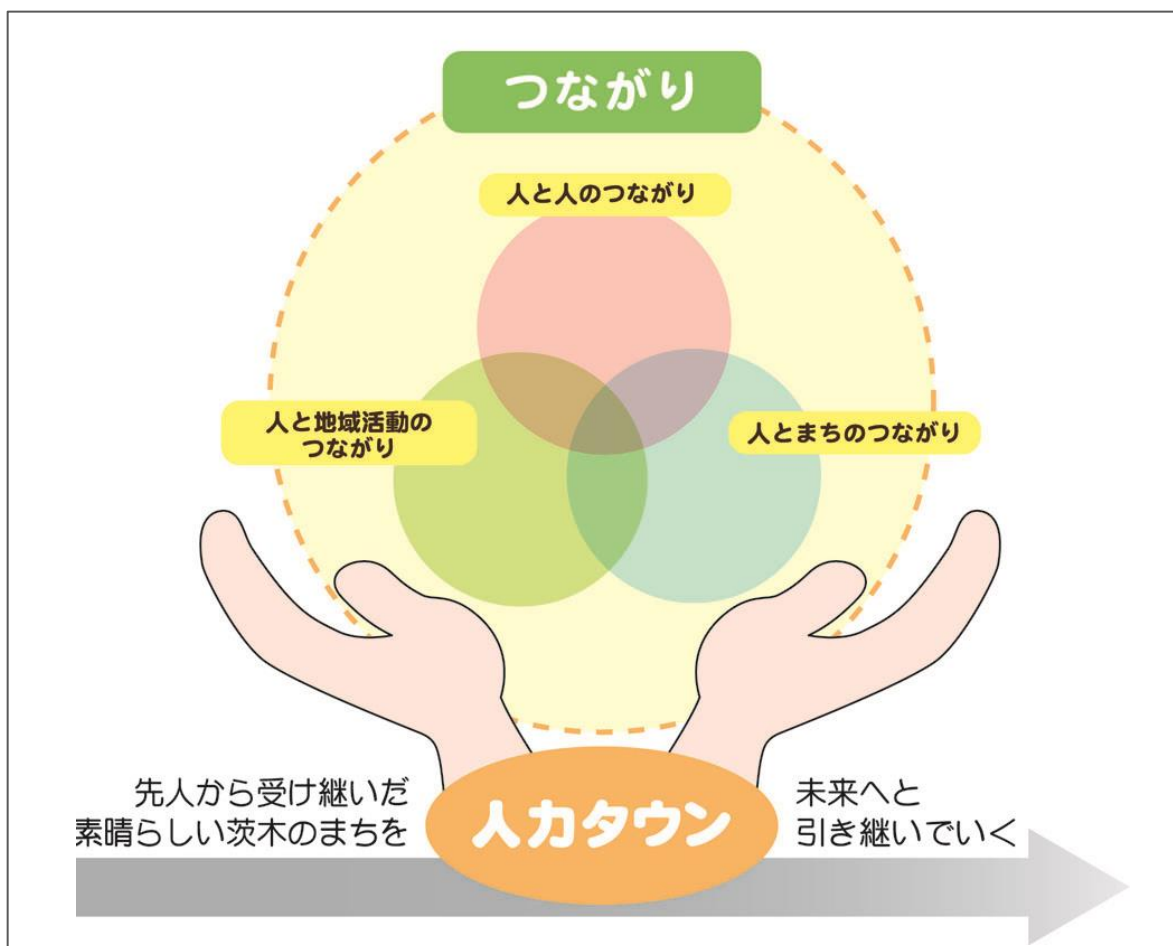 つながり
人と人のつながり
人と地域活動の
つながり
人とまちのつながり
先人から受け継いだ
素晴らしい茨木のまちを
人力タウン
未来へと
引き継いでいく